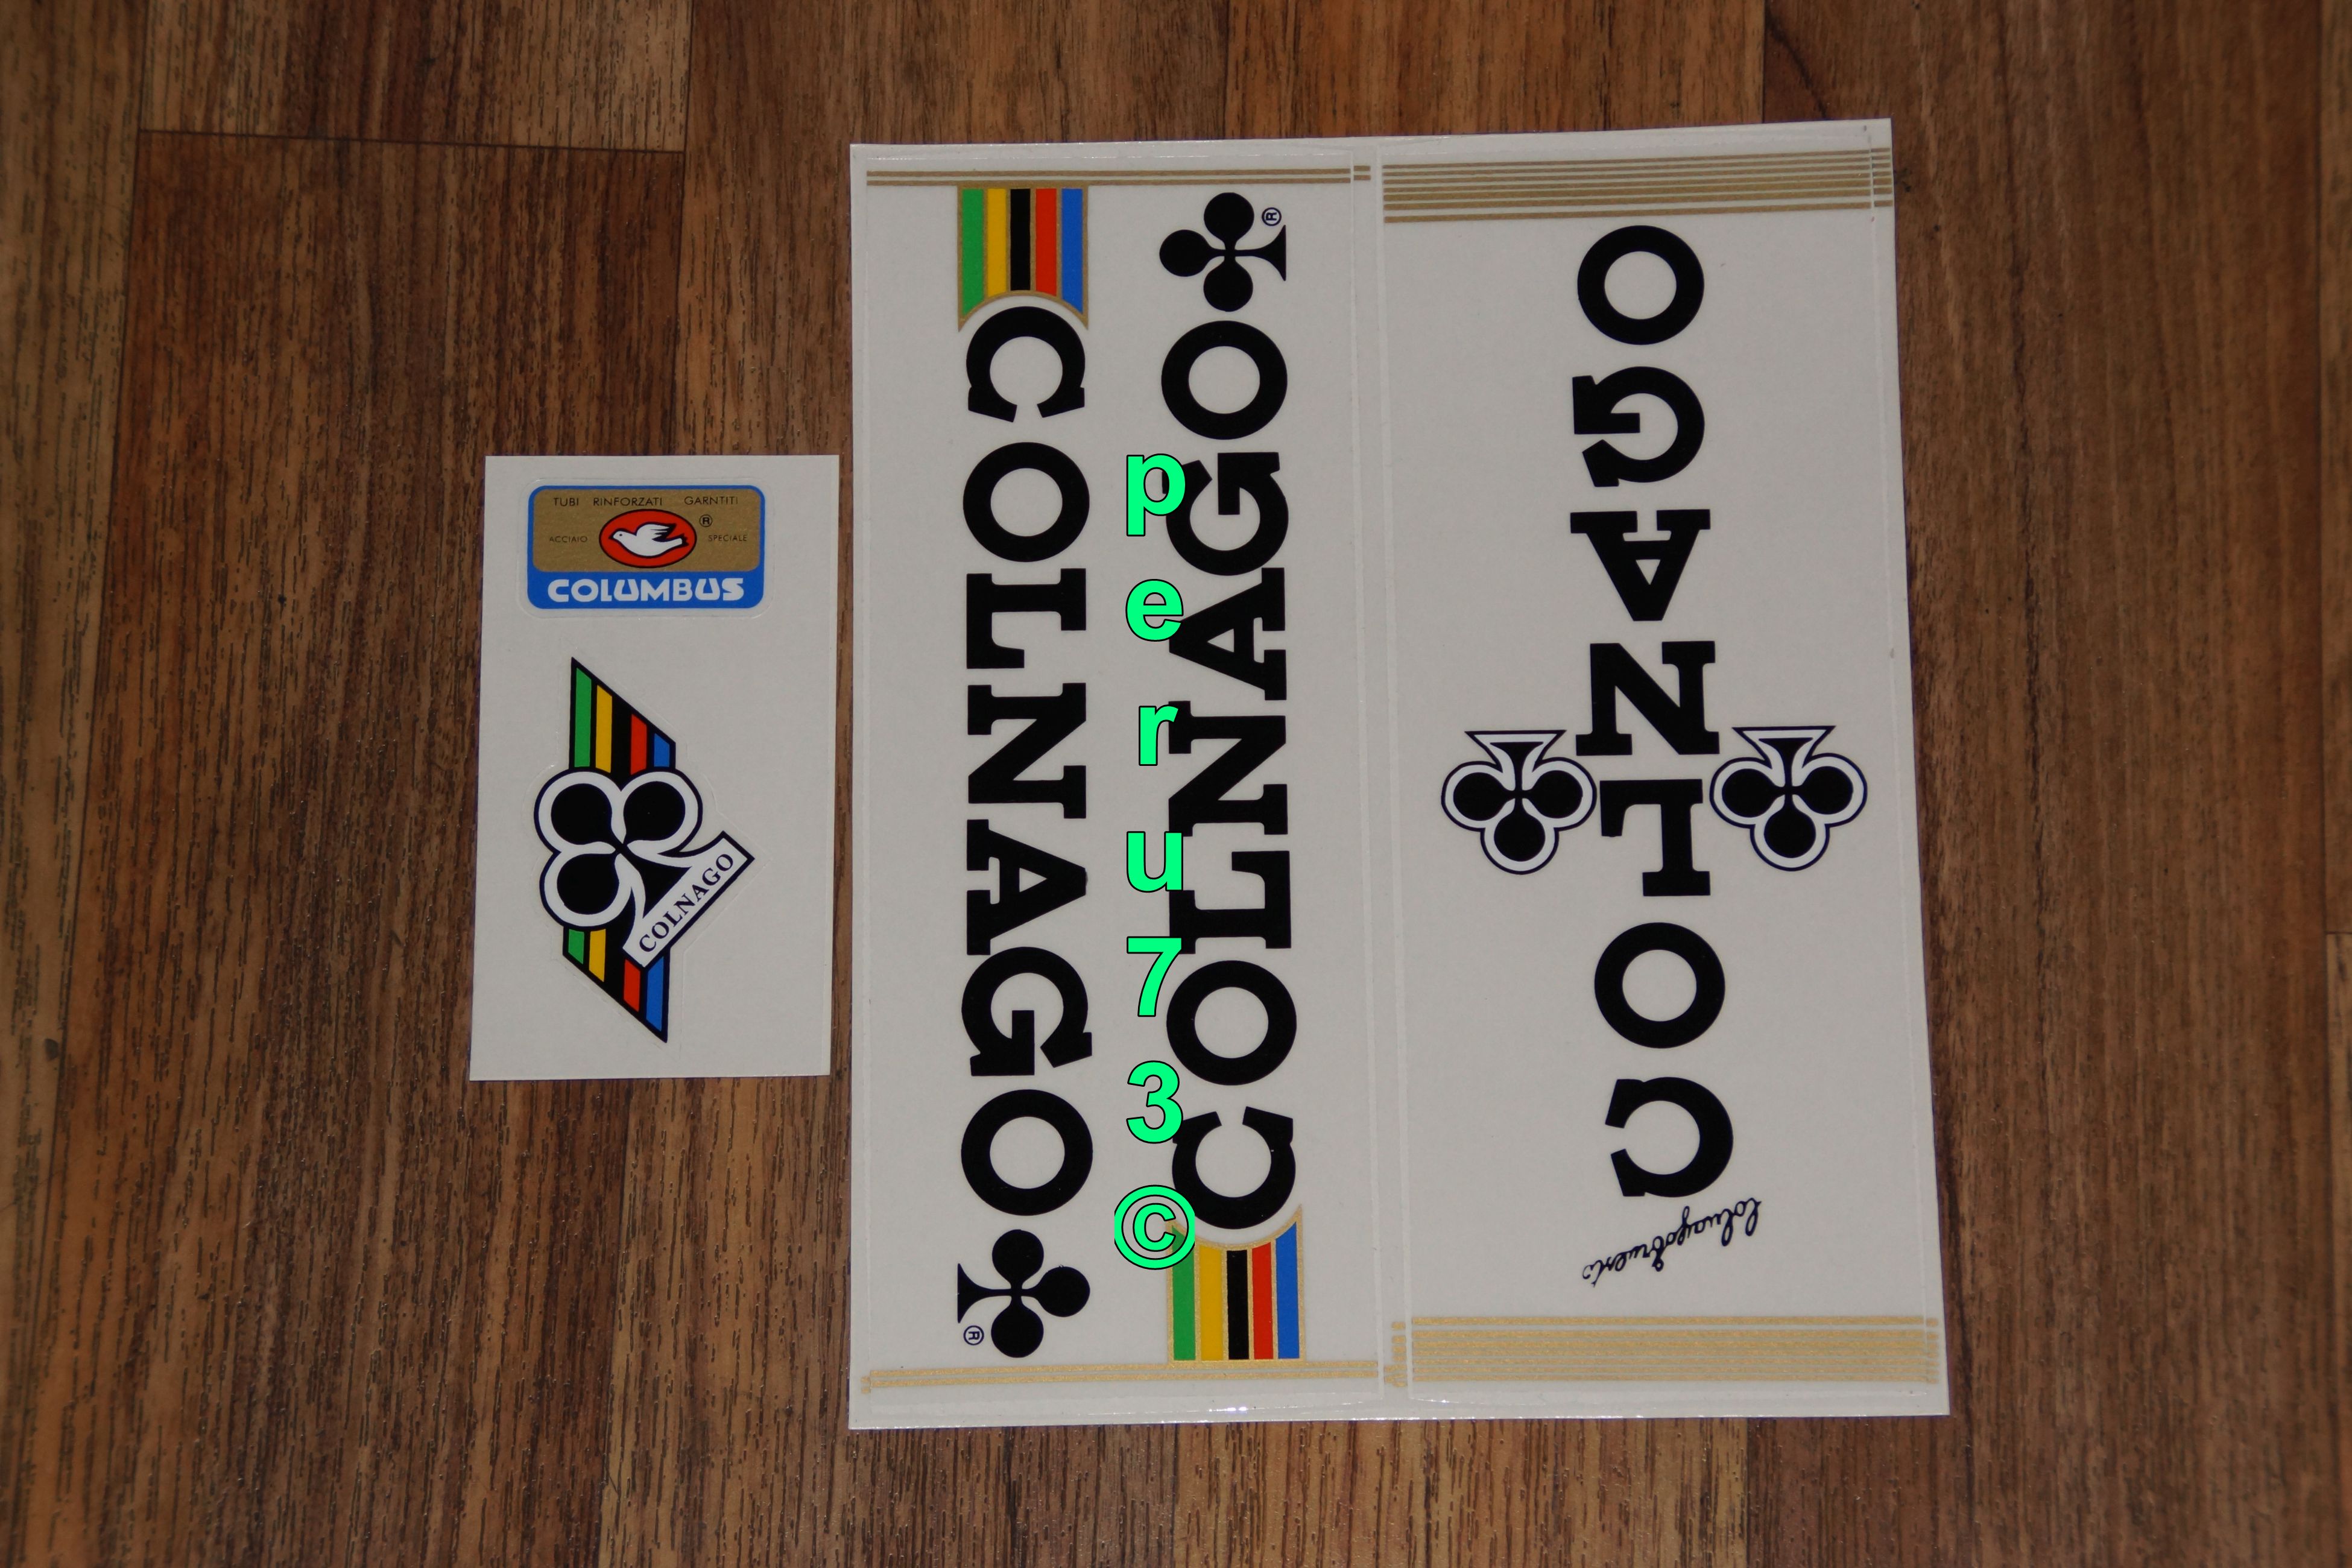 TUBI RINFORZATI GARNTITI
®
ACCIAIO SPECIALE
COLUMBUS
COLNAGO
COLNAGO
®
COLNAGO
®
peru73©
COLNAGO